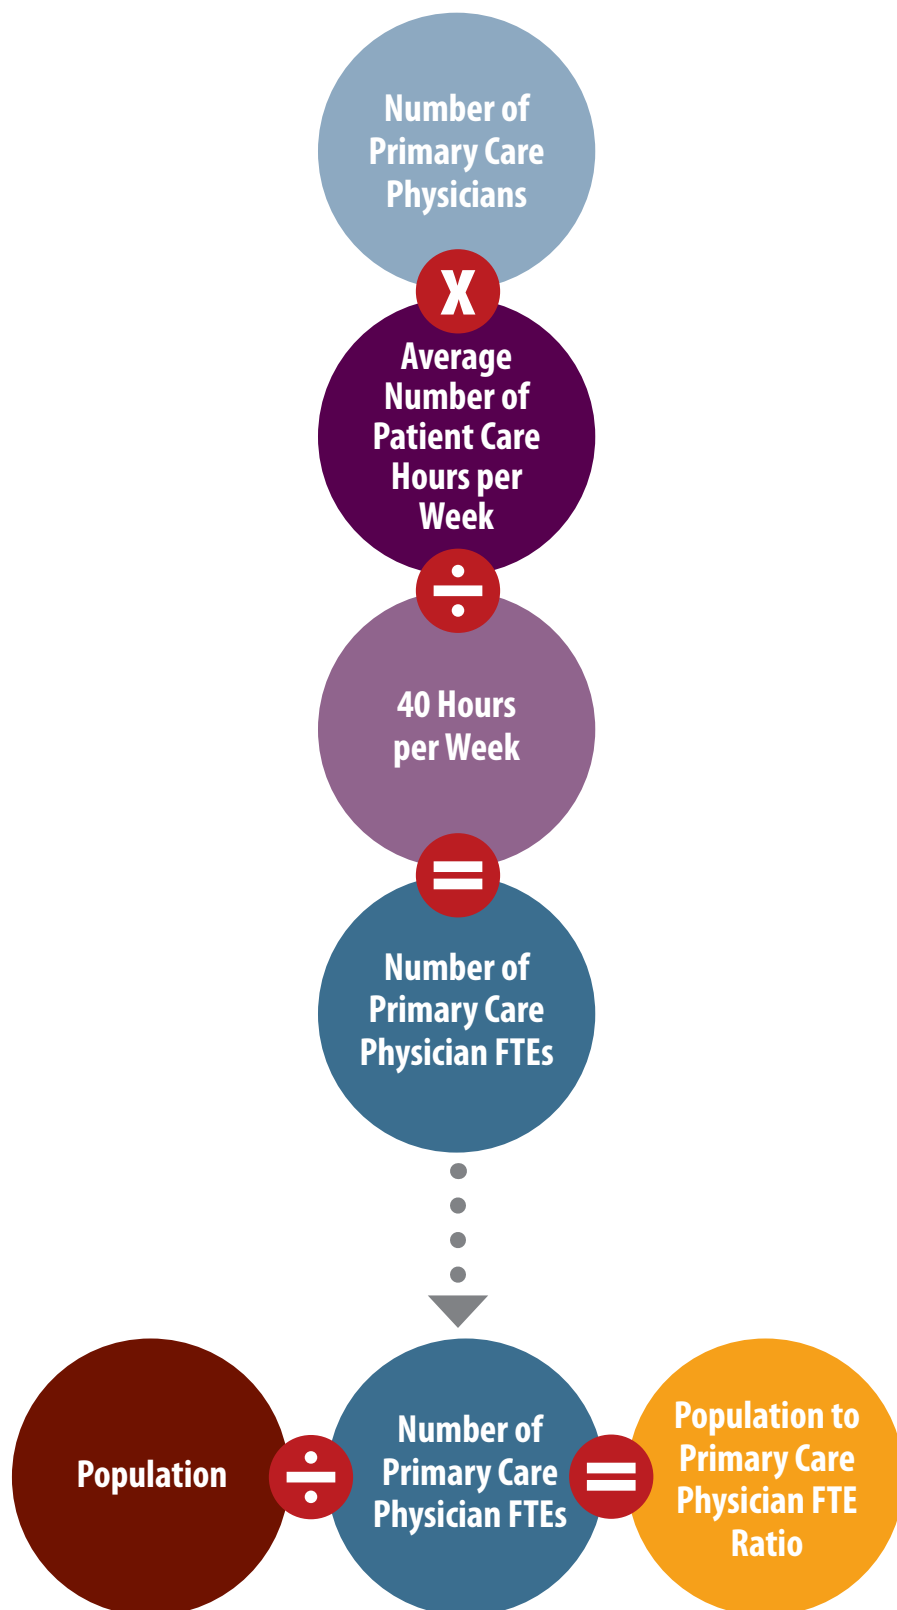 Number of
Primary Care
Physicians
X
Average
Number of
Patient Care
Hours per
Week
÷
40 Hours
per Week
=
Number of
Primary Care
Physician FTEs
Population
÷
Number of
Primary Care
Physician FTEs
=
Population to
Primary Care
Physician FTE
Ratio